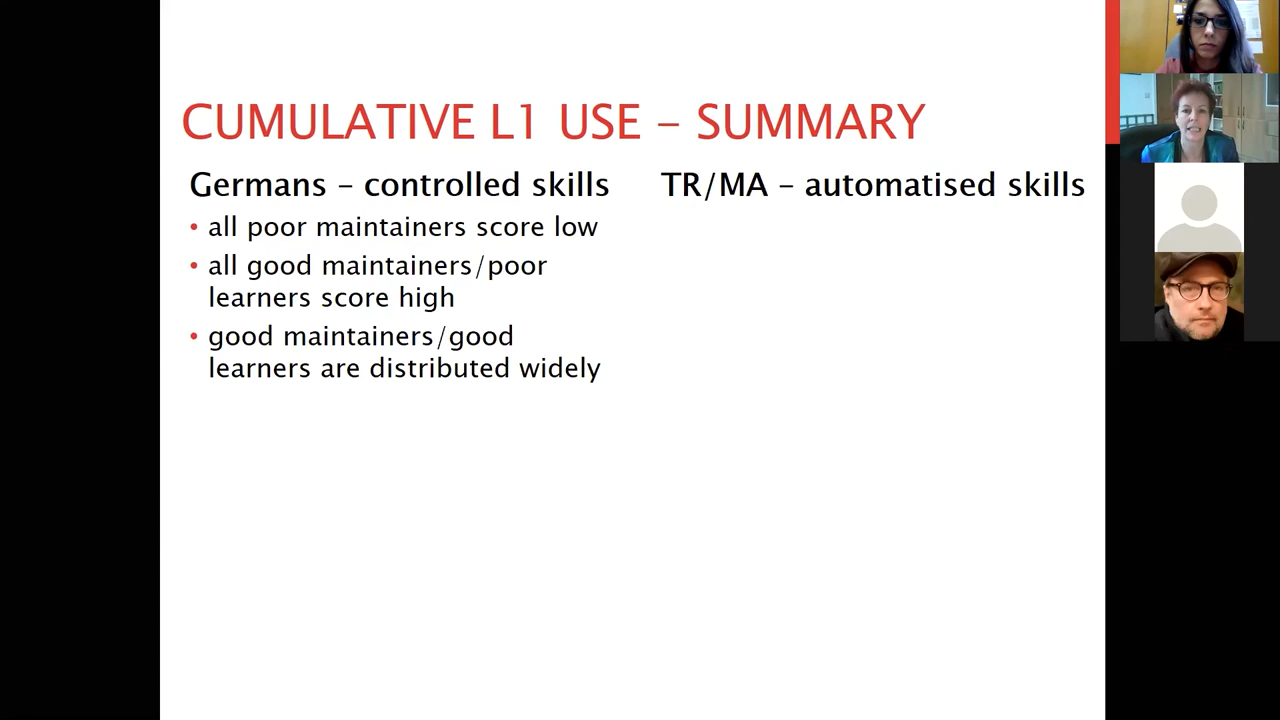 CUMULATIVE L1 USE – SUMMARY
Germans – controlled skills
• all poor maintainers score low
• all good maintainers/poor
learners score high
• good maintainers/good
learners are distributed widely
TR/MA – automatised skills